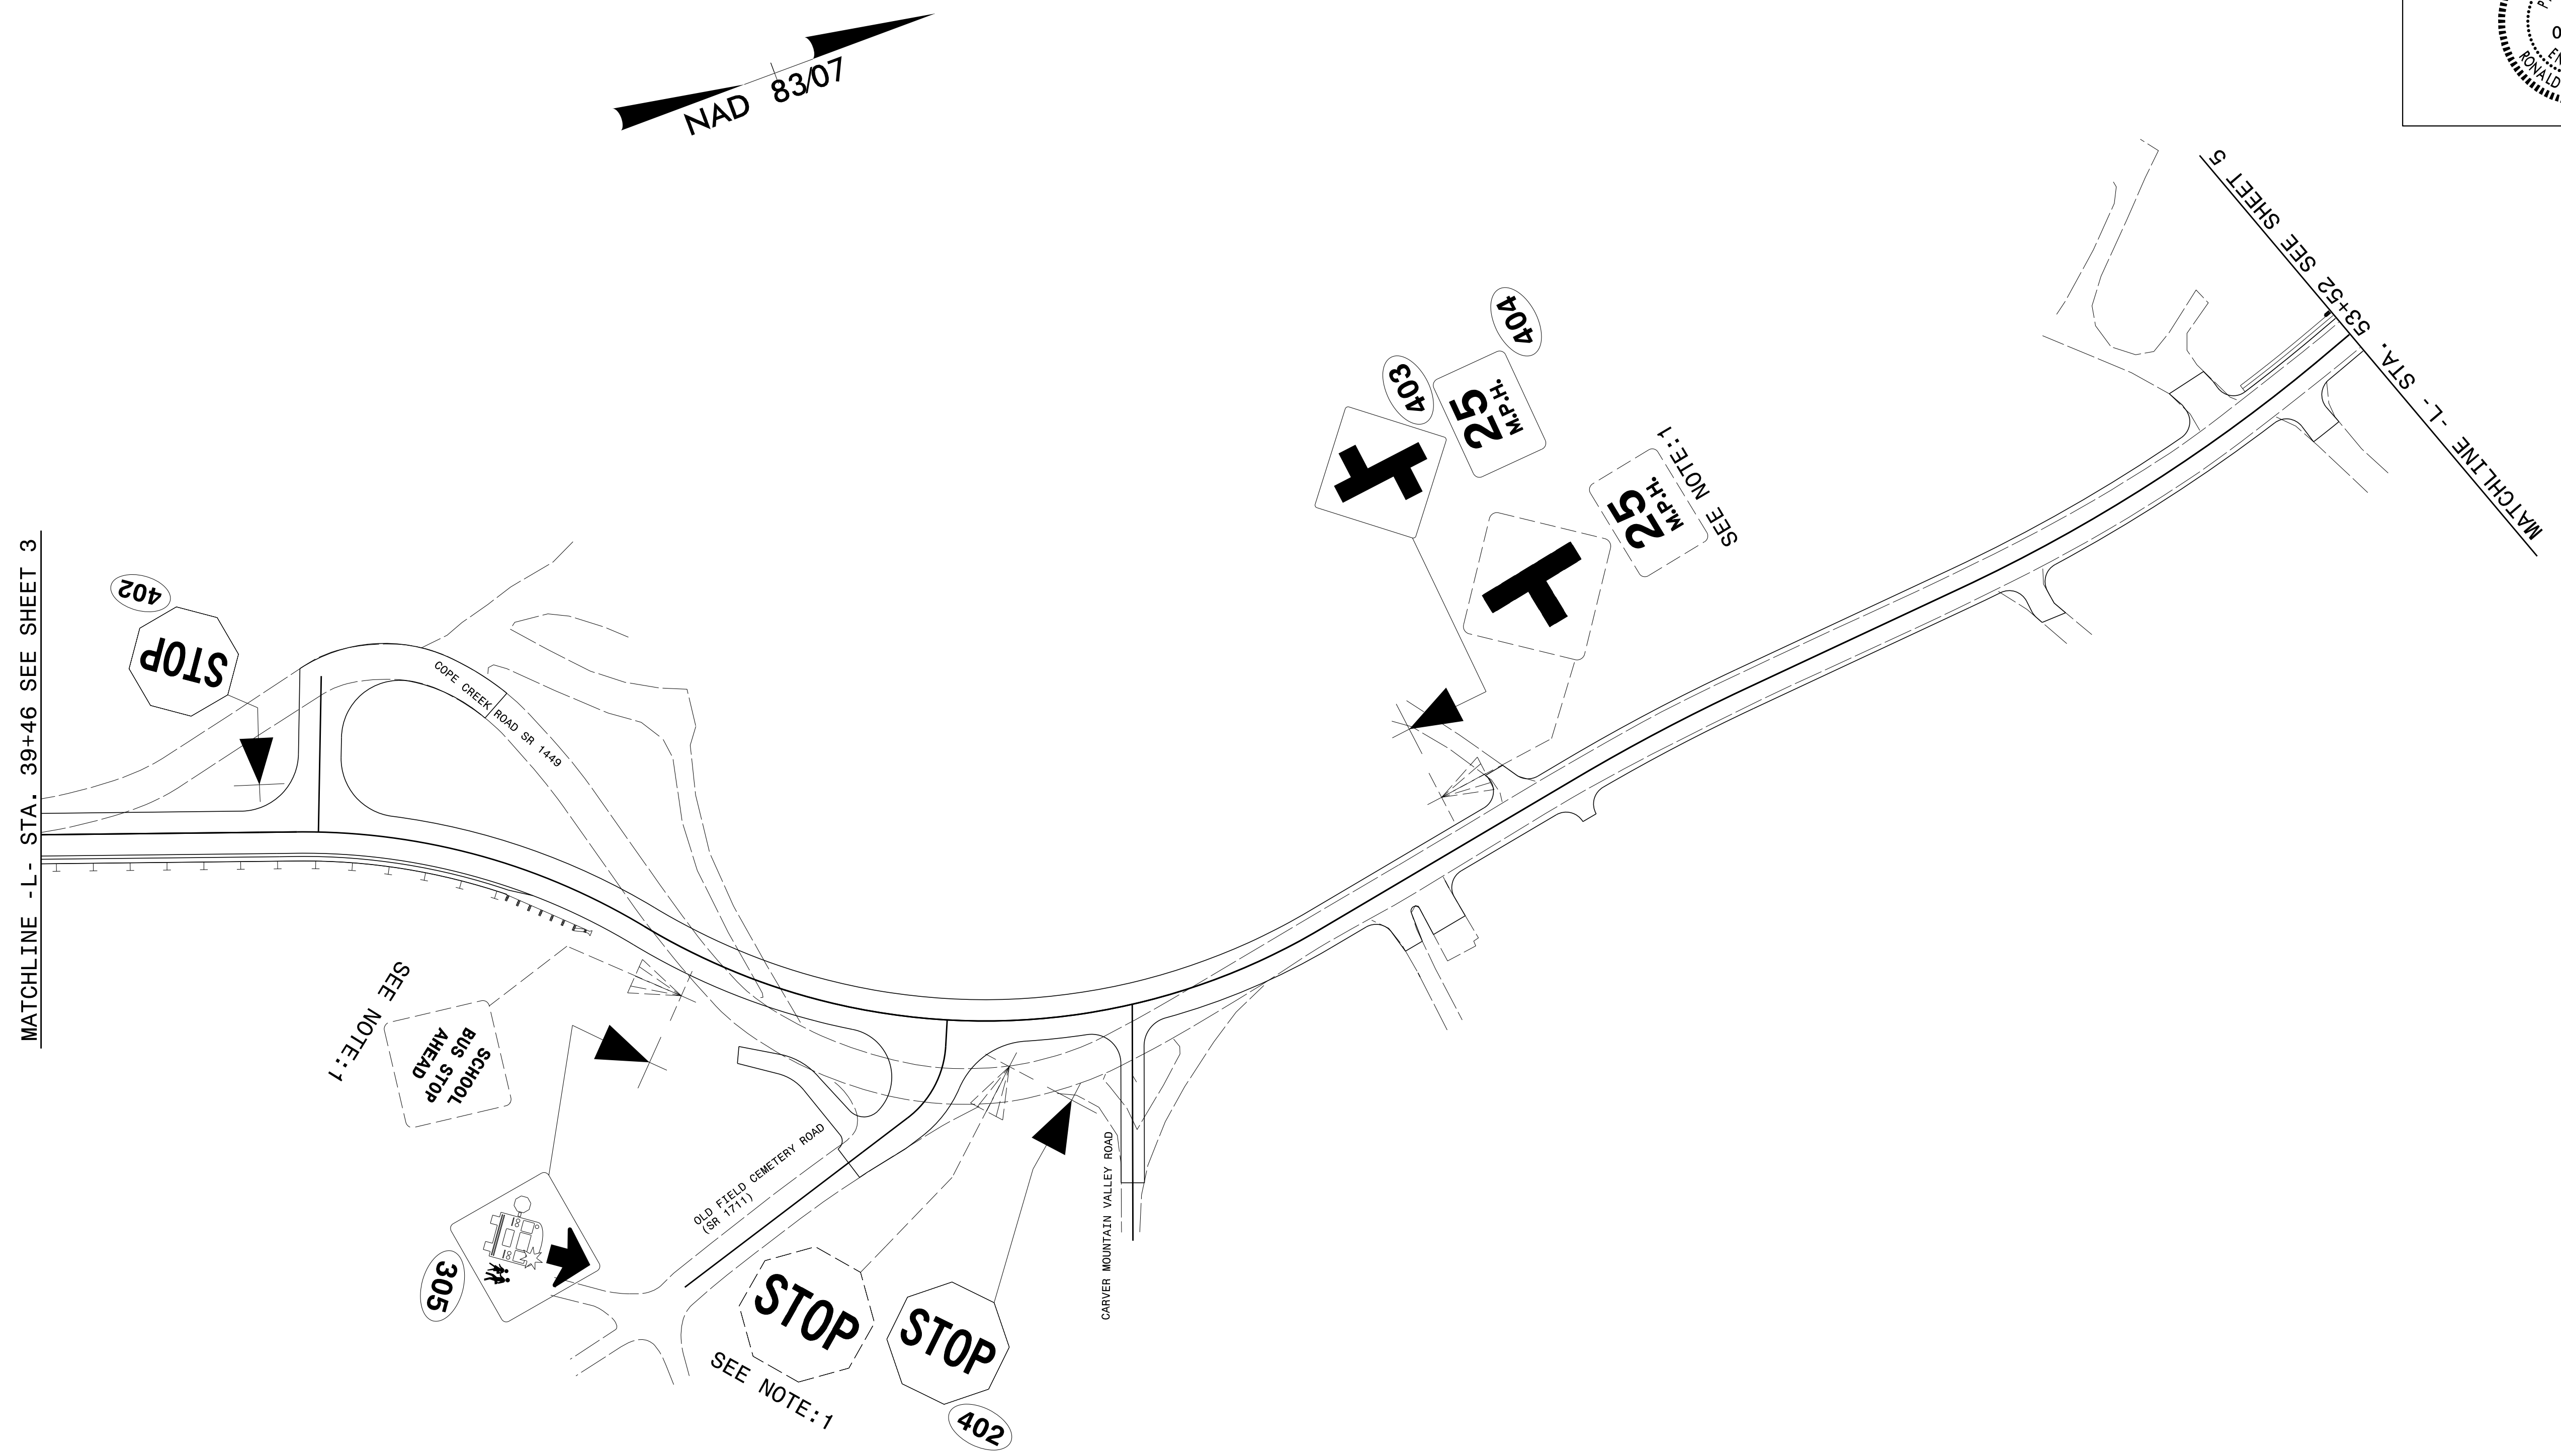 NAD 83/07
RONALD
MATCHLINE -L- STA. 53+52 SEE SHEET 5
404
403
25
M.P.H.
25
M.P.H.
SEE NOTE:1
MATCHLINE -L- STA. 39+46 SEE SHEET 3
402
STOP
COPE CREEK ROAD SR 1449
SEE NOTE:1
SCHOOL
BUS STOP
AHEAD
305
OLD FIELD CEMETERY ROAD
(SR 1711)
STOP
SEE NOTE:1
STOP
402
CARVER MOUNTAIN VALLEY ROAD